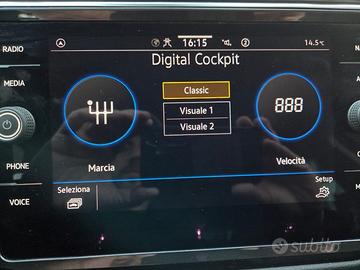 RADIO
MEDIA
PHONE
VOICE
16:15
14.5°C
Digital Cockpit
Classic
Visuale 1
Visuale 2
888
Marcia
Velocità
Seleziona
Setup
subito